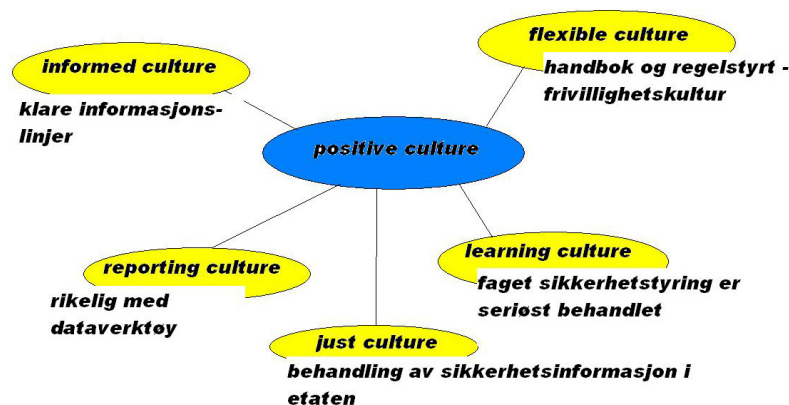 flexible culture
handbok og regelstyrt -
frivillighetskultur
informed culture
klare informasjons-
linjer
positive culture
learning culture
faget sikkerhetstyring er
seriøst behandlet
reporting culture
rikelig med
dataverktøy
just culture
behandling av sikkerhetsinformasjon i
etaten